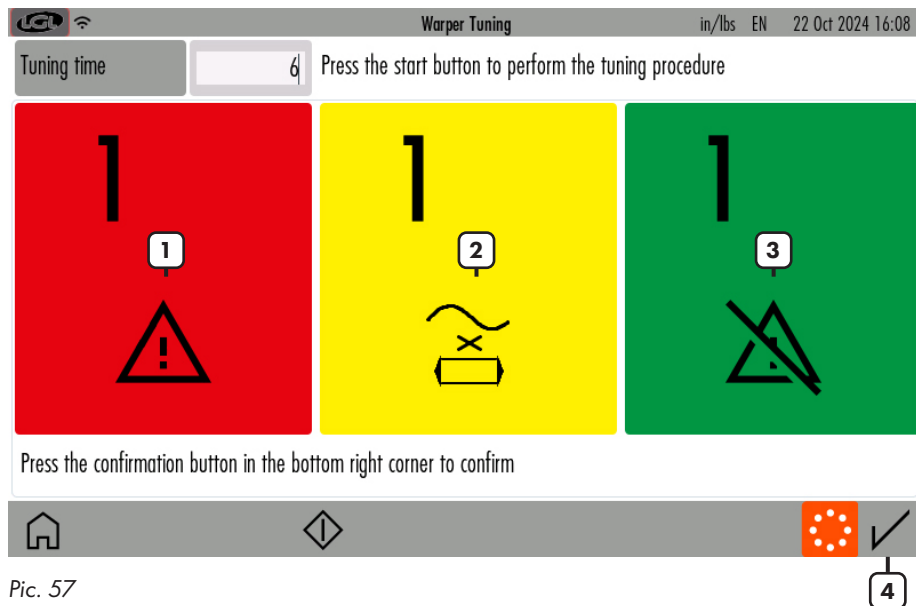 LGL Warper Tuning in/lbs EN 22 Oct 2024 16:08
Tuning time 6 Press the start button to perform the tuning procedure
1 1 1
1 2 3
Press the confirmation button in the bottom right corner to confirm
Pic. 57 4